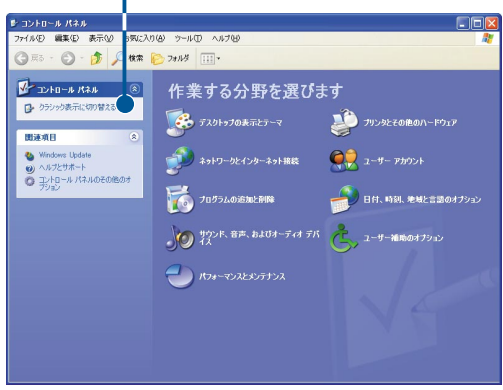 コントロール パネル
ファイル(F) 編集(E) 表示(V) お気に入り(A) ツール(T) ヘルプ(H)
戻る 検索 フォルダ
コントロール パネル
クラシック表示に切り替える
関連項目
Windows Update
ヘルプとサポート
コントロール パネルのその他のオ
プション
作業する分野を選びます
デスクトップの表示とテーマ
プリンタとその他のハードウェア
ネットワークとインターネット接続
ユーザー アカウント
プログラムの追加と削除
日付、時刻、地域と言語のオプション
サウンド、音声、およびオーディオ デバ
イス
ユーザー補助のオプション
パフォーマンスとメンテナンス